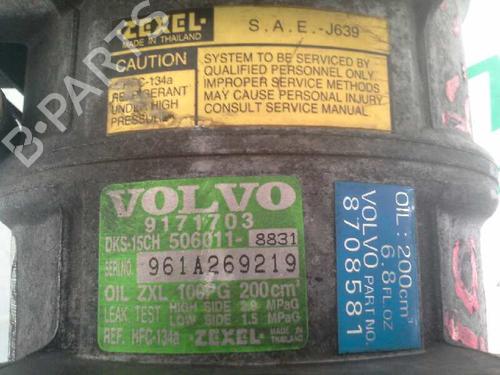 ZEXEL
MADE IN THAILAND
S.A.E.-J639
CAUTION
HFC-134a
REFRIGERANT
UNDER HIGH
PRESSURE
SYSTEM TO BE SERVICED BY
QUALIFIED PERSONNEL ONLY
IMPROPER SERVICE METHODS
MAY CAUSE PERSONAL INJURY
CONSULT SERVICE MANUAL
B-PARTS
VOLVO
9171703
DKS-15CH 506011-8831
SERI.NO. 961A269219
OIL ZXL 100PG 200cm³
LEAK TEST HIGH SIDE 2.9 MPaG
LOW SIDE 1.5 MPaG
REF. HFC-134a ZEXEL MADE IN THAILAND
OIL: 200cm³
6.8 FL.OZ
VOLVO PART NO.
8708581